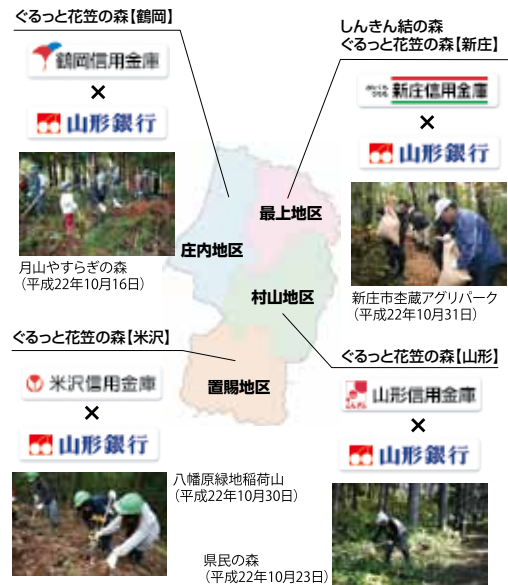 ぐるっと花笠の森【鶴岡】
鶴岡信用金庫
×
山形銀行
月山やすらぎの森
（平成22年10月16日）
しんきん結の森
ぐるっと花笠の森【新庄】
新庄信用金庫
×
山形銀行
新庄市杢蔵アグリパーク
（平成22年10月31日）
最上地区
庄内地区
村山地区
置賜地区
ぐるっと花笠の森【米沢】
米沢信用金庫
×
山形銀行
八幡原緑地稲荷山
（平成22年10月30日）
ぐるっと花笠の森【山形】
山形信用金庫
×
山形銀行
県民の森
（平成22年10月23日）